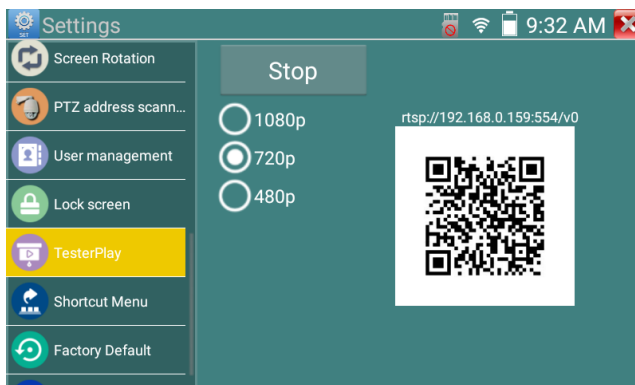 Settings
9:32 AM
Screen Rotation
PTZ address scann...
User management
Lock screen
TesterPlay
Shortcut Menu
Factory Default
Stop
1080p
720p
480p
rtsp://192.168.0.159:554/v0